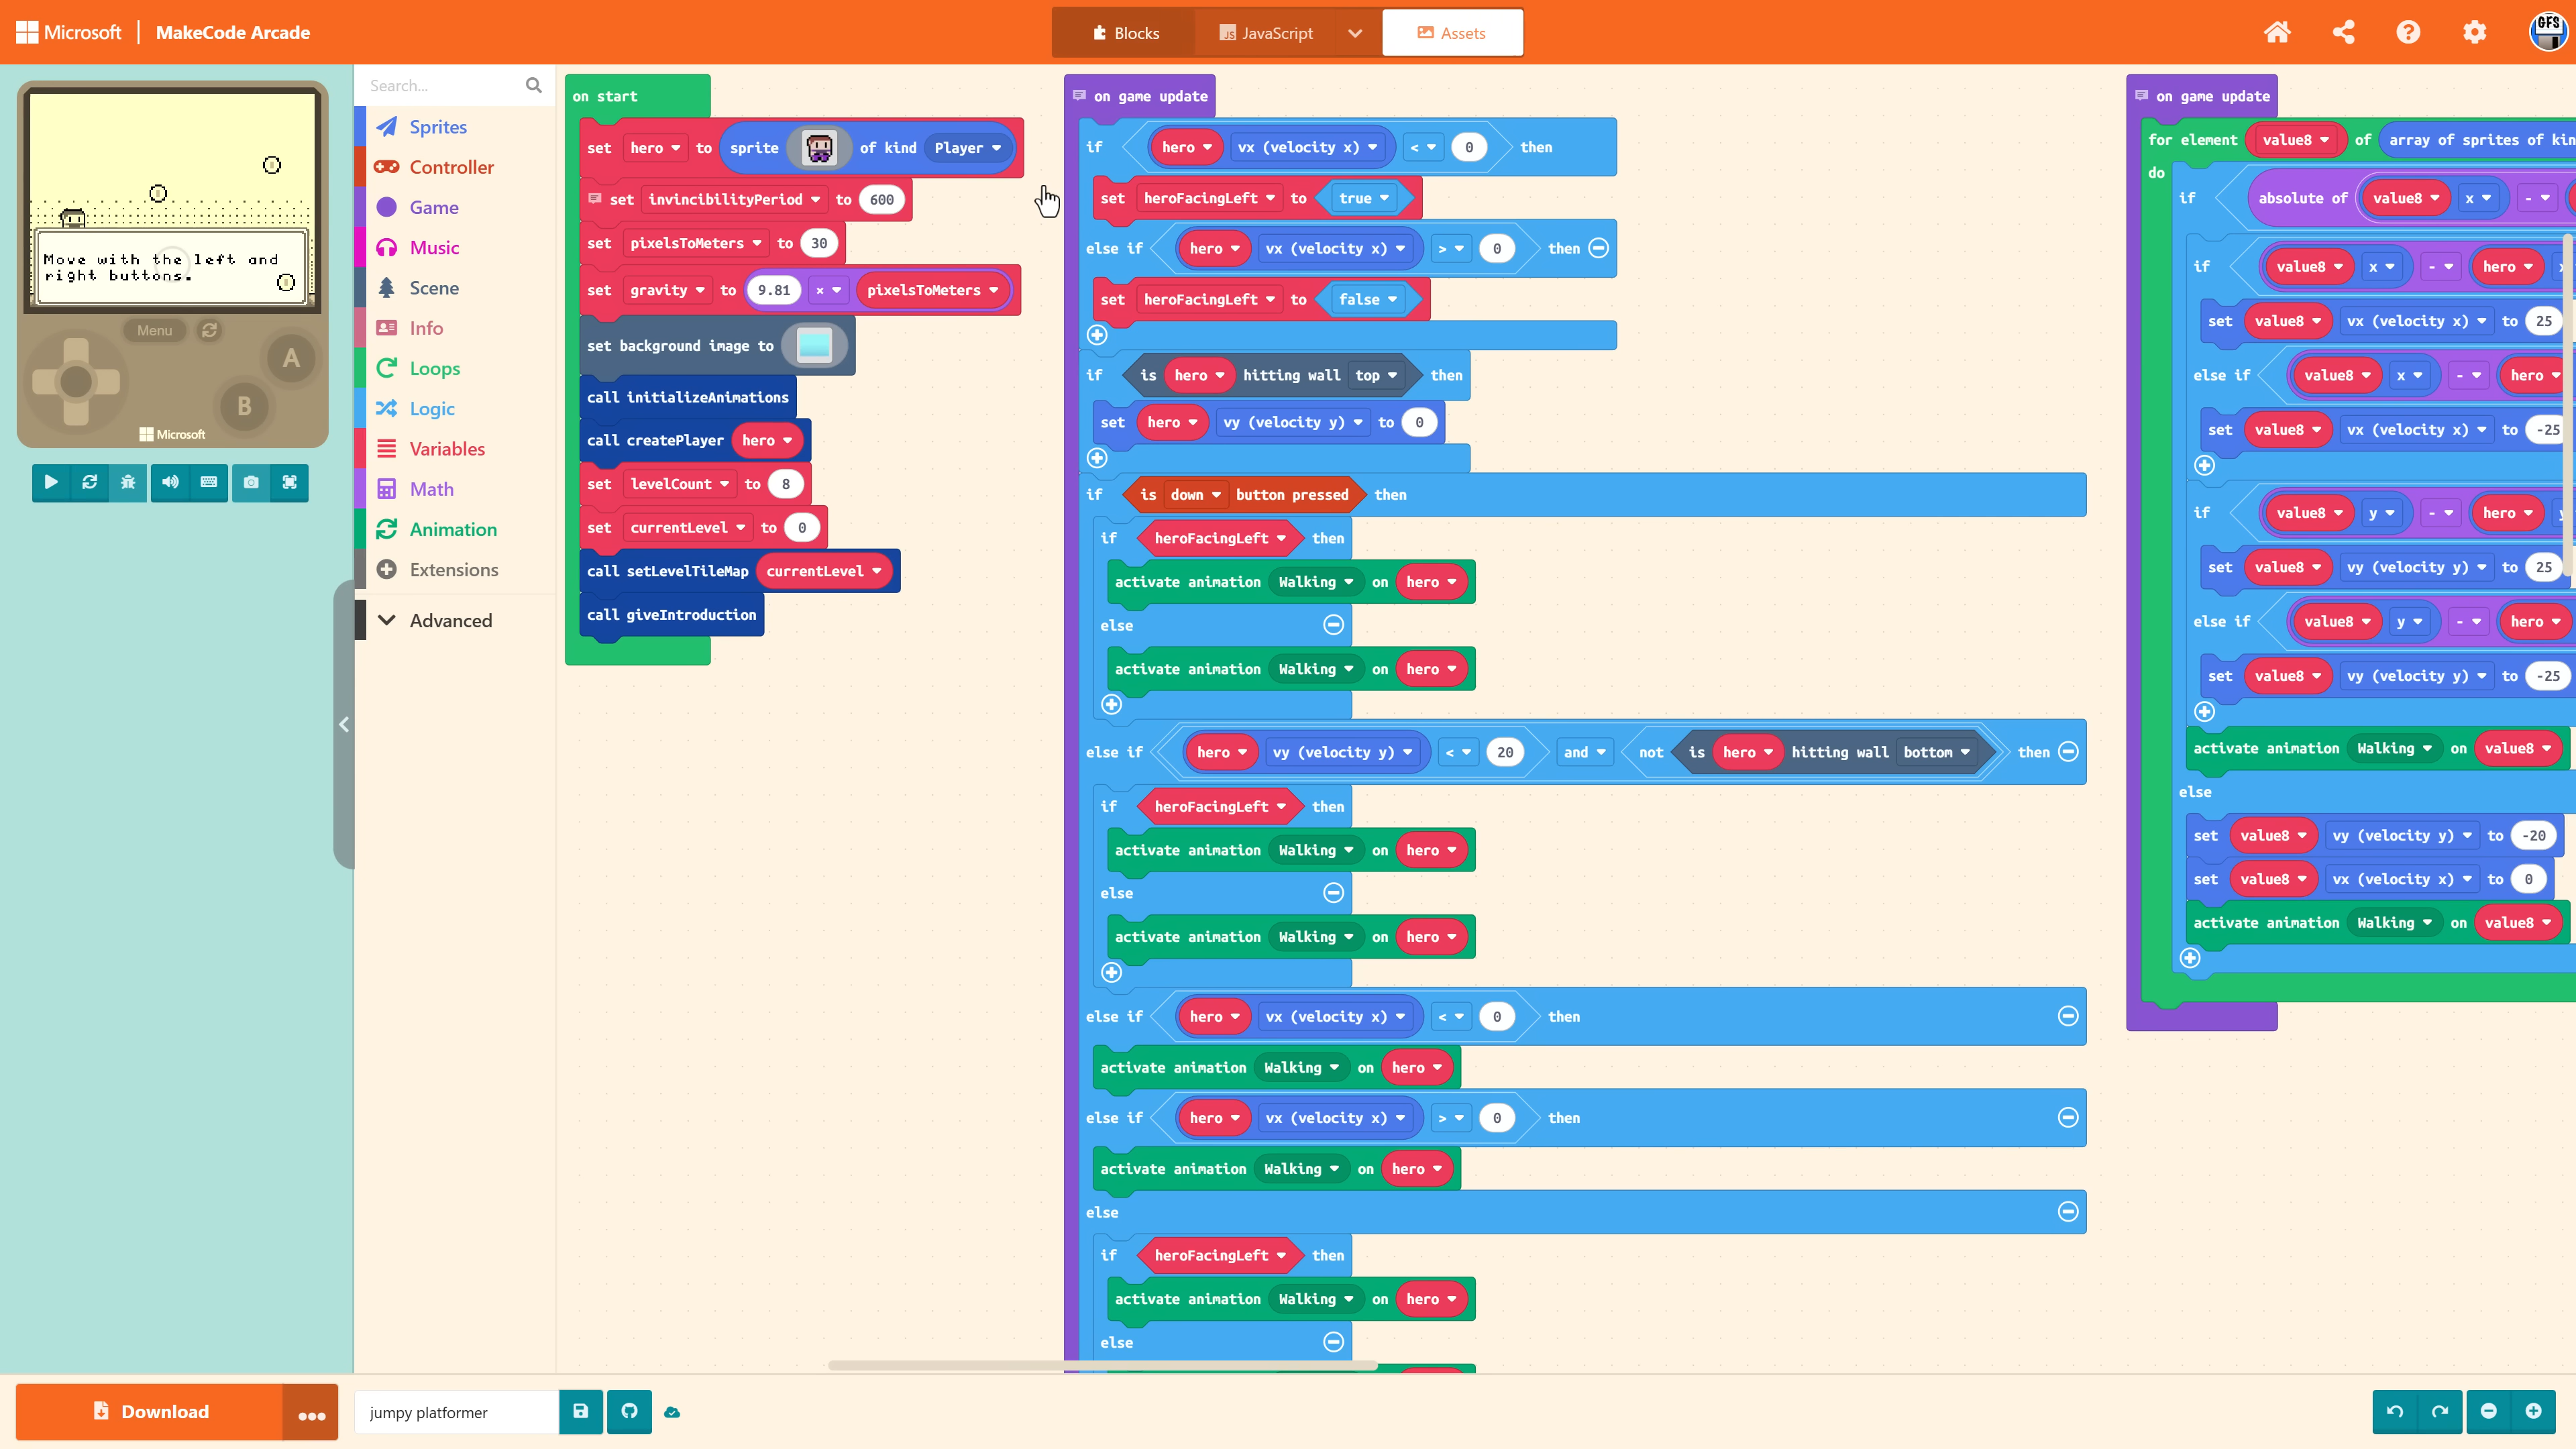 Microsoft | MakeCode Arcade
Blocks
JavaScript
Assets
GFS
Move with the left and
right buttons.
Menu
A
B
Microsoft
Search...
Sprites
Controller
Game
Music
Scene
Info
Loops
Logic
Variables
Math
Animation
Extensions
Advanced
on start
set hero to sprite of kind Player
set invincibilityPeriod to 600
set pixelsToMeters to 30
set gravity to 9.81 × pixelsToMeters
set background image to
call initializeAnimations
call createPlayer hero
set levelCount to 8
set currentLevel to 0
call setLevelTileMap currentLevel
call giveIntroduction
on game update
if hero vx (velocity x) < 0 then
set heroFacingLeft to true
else if hero vx (velocity x) > 0 then
set heroFacingLeft to false
if is hero hitting wall top then
set hero vy (velocity y) to 0
if is down button pressed then
if heroFacingLeft then
activate animation Walking on hero
else
activate animation Walking on hero
else if hero vy (velocity y) < 20 and not is hero hitting wall bottom then
if heroFacingLeft then
activate animation Walking on hero
else
activate animation Walking on hero
else if hero vx (velocity x) < 0 then
activate animation Walking on hero
else if hero vx (velocity x) > 0 then
activate animation Walking on hero
else
if heroFacingLeft then
activate animation Walking on hero
else
on game update
for element value8 of array of sprites of kin
do
if absolute of value8 x -
if value8 x - hero
set value8 vx (velocity x) to 25
else if value8 x - hero
set value8 vx (velocity x) to -25
if value8 y - hero
set value8 vy (velocity y) to 25
else if value8 y - hero
set value8 vy (velocity y) to -25
activate animation Walking on value8
else
set value8 vy (velocity y) to -20
set value8 vx (velocity x) to 0
activate animation Walking on value8
Download
jumpy platformer